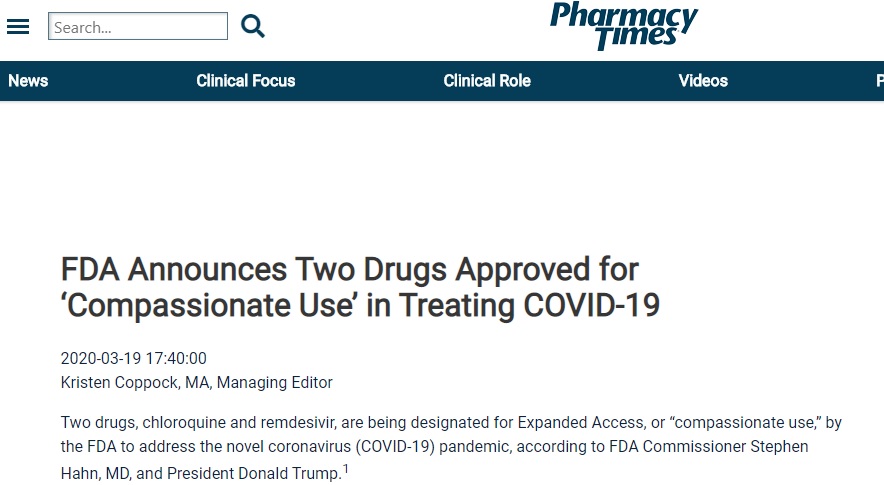 Search...
Pharmacy
Times
News Clinical Focus Clinical Role Videos P
FDA Announces Two Drugs Approved for
‘Compassionate Use’ in Treating COVID-19
2020-03-19 17:40:00
Kristen Coppock, MA, Managing Editor
Two drugs, chloroquine and remdesivir, are being designated for Expanded Access, or “compassionate use,” by
the FDA to address the novel coronavirus (COVID-19) pandemic, according to FDA Commissioner Stephen
Hahn, MD, and President Donald Trump.1